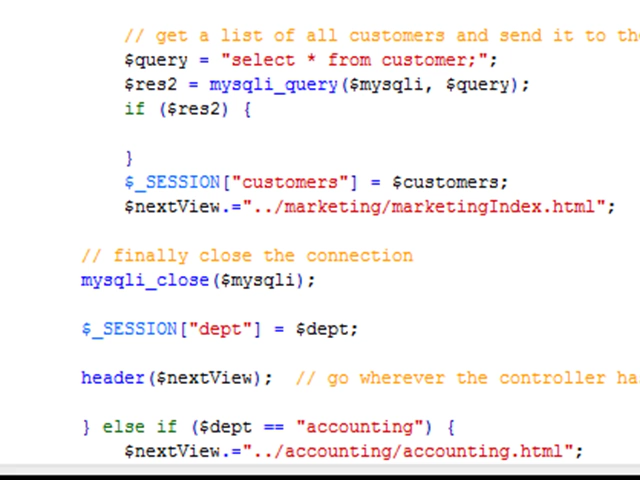 // get a list of all customers and send it to the
$query = "select * from customer;";
$res2 = mysqli_query($mysqli, $query);
if ($res2) {
}
$_SESSION["customers"] = $customers;
$nextView.="../marketing/marketingIndex.html";
// finally close the connection
mysqli_close($mysqli);
$_SESSION["dept"] = $dept;
header($nextView);  // go wherever the controller ha
} else if ($dept == "accounting") {
$nextView.="../accounting/accounting.html";